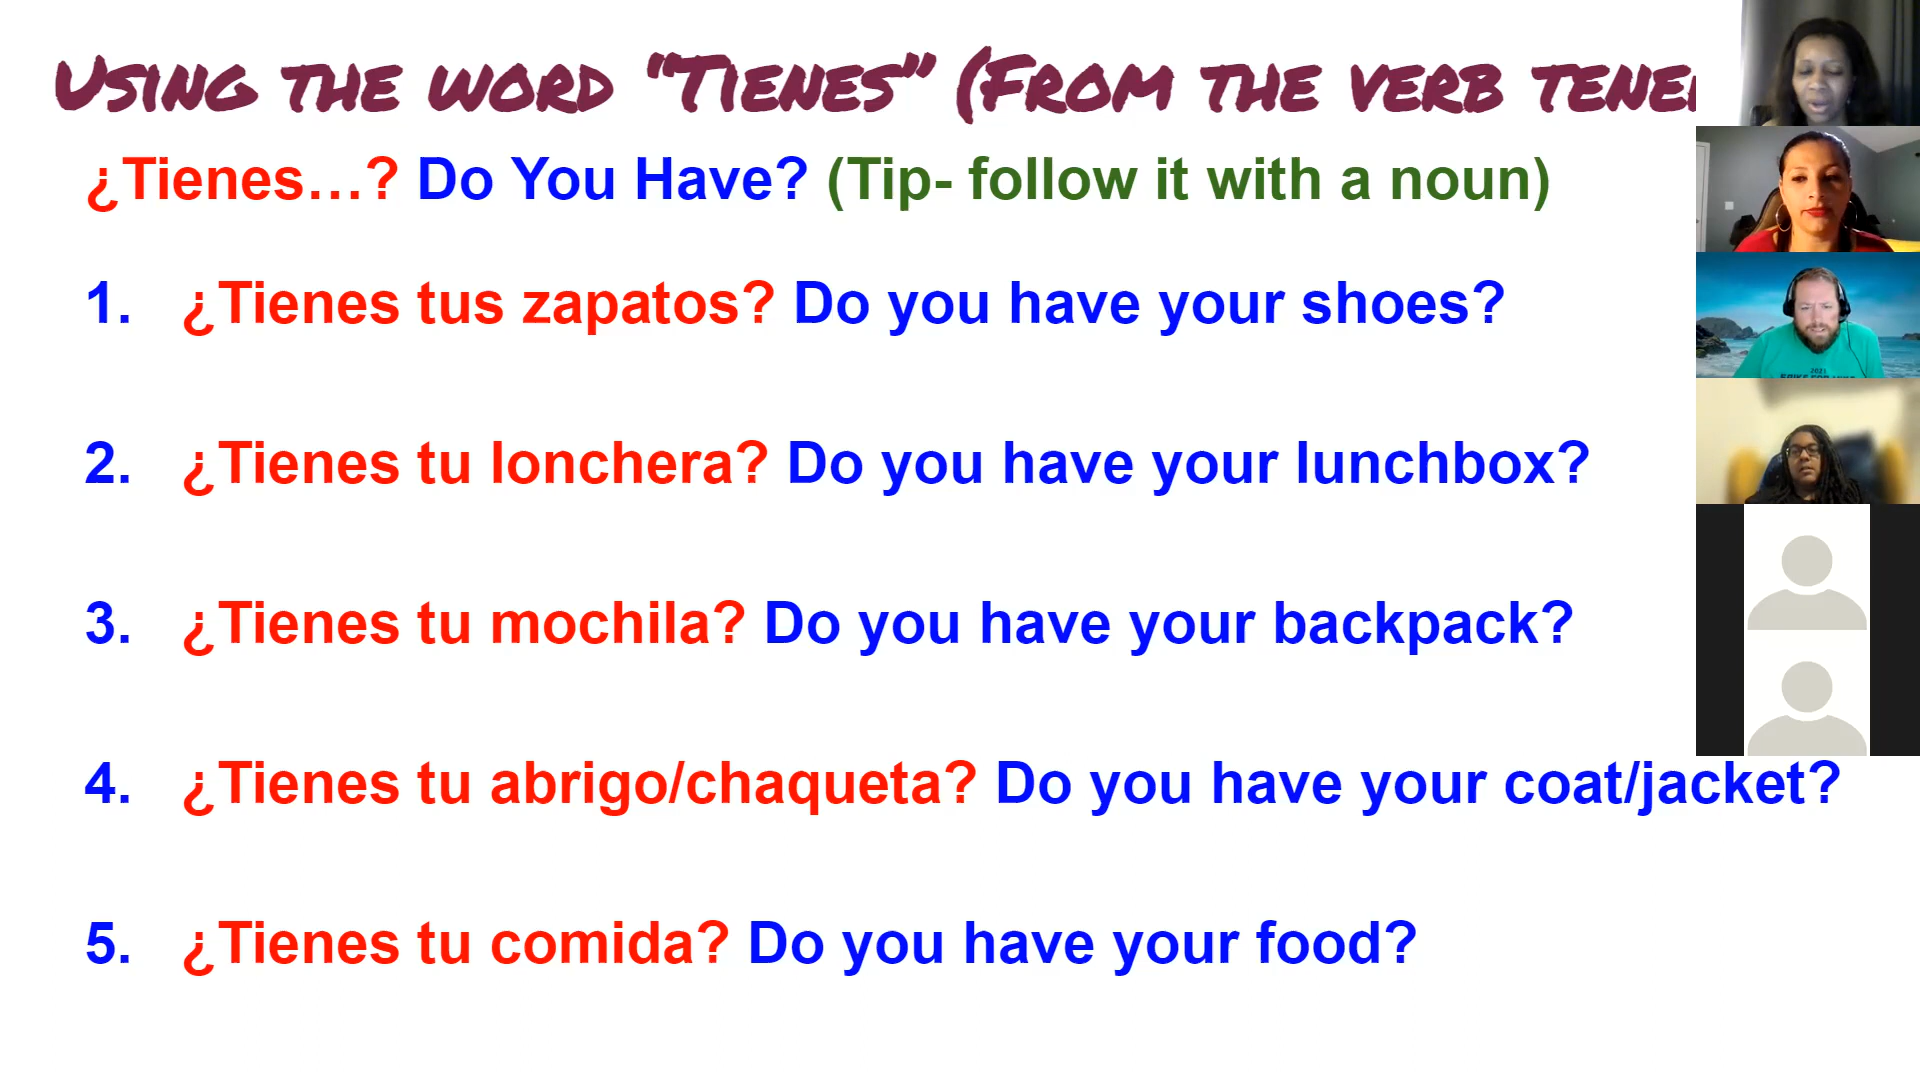 Using the word “Tienes” (From the verb tener
¿Tienes…? Do You Have? (Tip- follow it with a noun)
1. ¿Tienes tus zapatos? Do you have your shoes?
2. ¿Tienes tu lonchera? Do you have your lunchbox?
3. ¿Tienes tu mochila? Do you have your backpack?
4. ¿Tienes tu abrigo/chaqueta? Do you have your coat/jacket?
5. ¿Tienes tu comida? Do you have your food?
2021